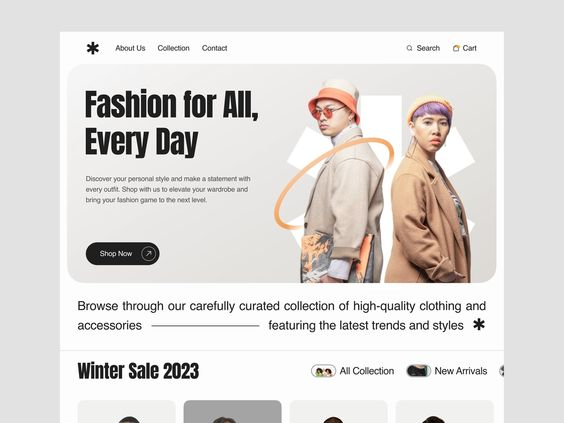 About Us Collection Contact Search Cart
Fashion for All,
Every Day
Discover your personal style and make a statement with
every outfit. Shop with us to elevate your wardrobe and
bring your fashion game to the next level.
Shop Now
Browse through our carefully curated collection of high-quality clothing and
accessories featuring the latest trends and styles
Winter Sale 2023 All Collection New Arrivals